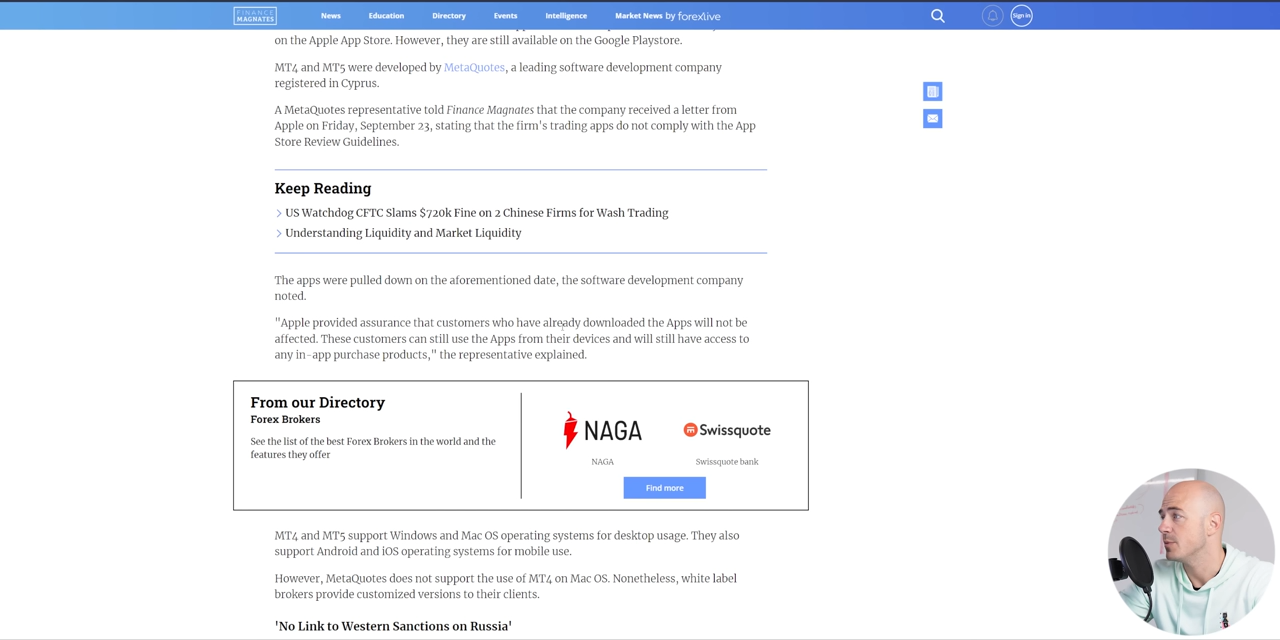 FINANCE
MAGNATES
News Education Directory Events Intelligence Market News by forexlive
Sign in
on the Apple App Store. However, they are still available on the Google Playstore.
MT4 and MT5 were developed by MetaQuotes, a leading software development company
registered in Cyprus.
A MetaQuotes representative told Finance Magnates that the company received a letter from
Apple on Friday, September 23, stating that the firm's trading apps do not comply with the App
Store Review Guidelines.
Keep Reading
US Watchdog CFTC Slams $720k Fine on 2 Chinese Firms for Wash Trading
Understanding Liquidity and Market Liquidity
The apps were pulled down on the aforementioned date, the software development company
noted.
"Apple provided assurance that customers who have already downloaded the Apps will not be
affected. These customers can still use the Apps from their devices and will still have access to
any in-app purchase products," the representative explained.
From our Directory
Forex Brokers
See the list of the best Forex Brokers in the world and the
features they offer
NAGA Swissquote
NAGA Swissquote bank
Find more
MT4 and MT5 support Windows and Mac OS operating systems for desktop usage. They also
support Android and iOS operating systems for mobile use.
However, MetaQuotes does not support the use of MT4 on Mac OS. Nonetheless, white label
brokers provide customized versions to their clients.
'No Link to Western Sanctions on Russia'